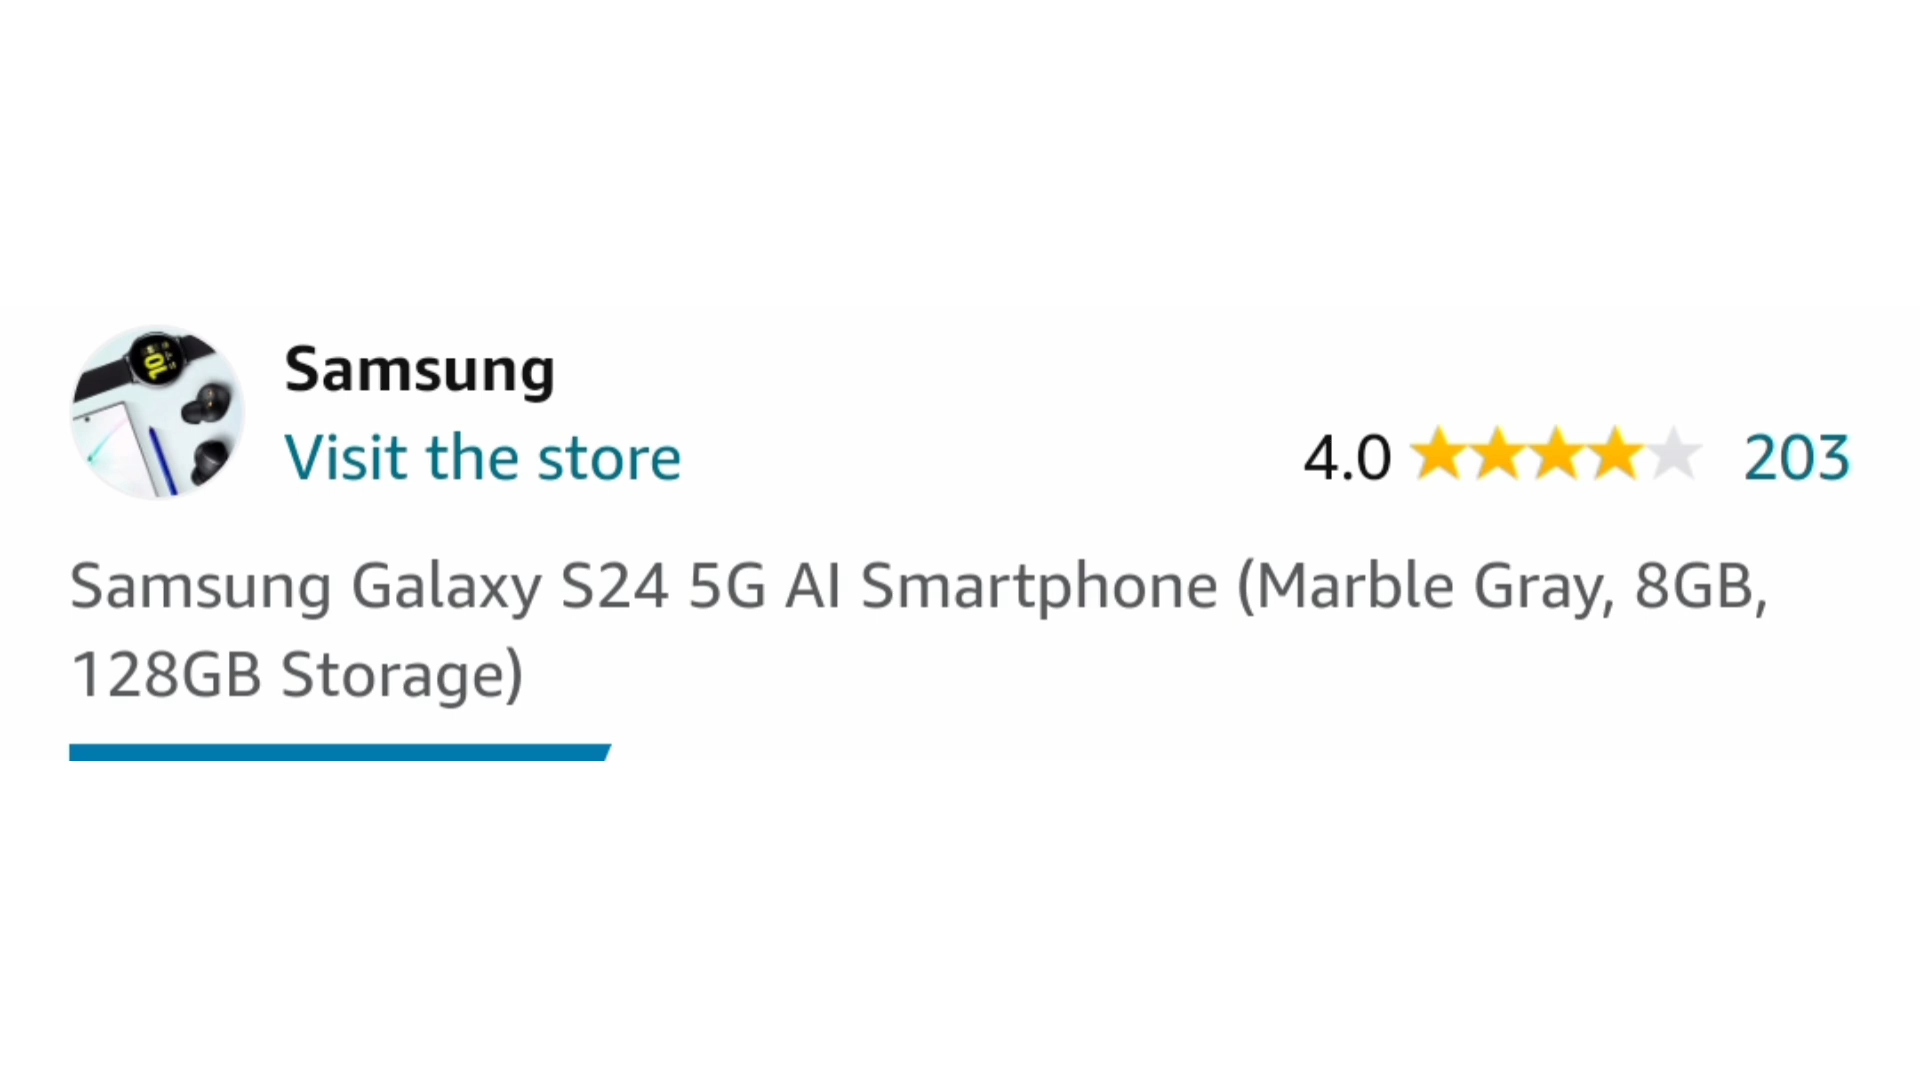 Samsung
Visit the store
4.0 203
Samsung Galaxy S24 5G AI Smartphone (Marble Gray, 8GB,
128GB Storage)